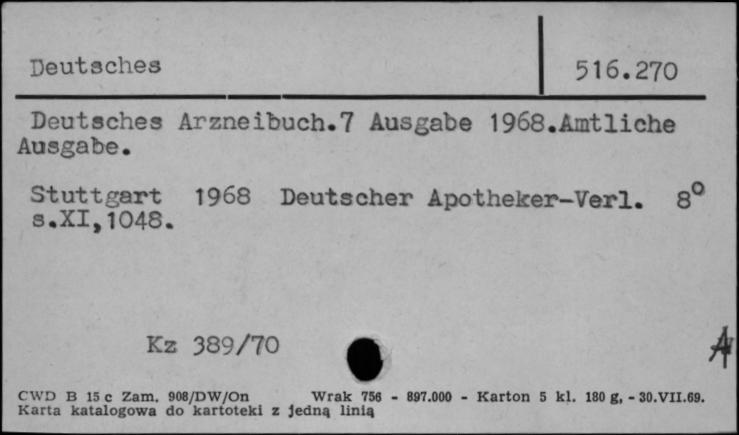 Deutsches
516.270
Deutsches Arzneibuch.7 Ausgabe 1968.Amtliche
Ausgabe.
Stuttgart 1968 Deutscher Apotheker-Verl. 8°
s.XI,1048.
Kz 389/70
CWD B 15 c Zam. 908/DW/On Wrak 756 - 897.000 - Karton 5 kl. 180 g, - 30.VII.69.
Karta katalogowa do kartoteki z jedną linią